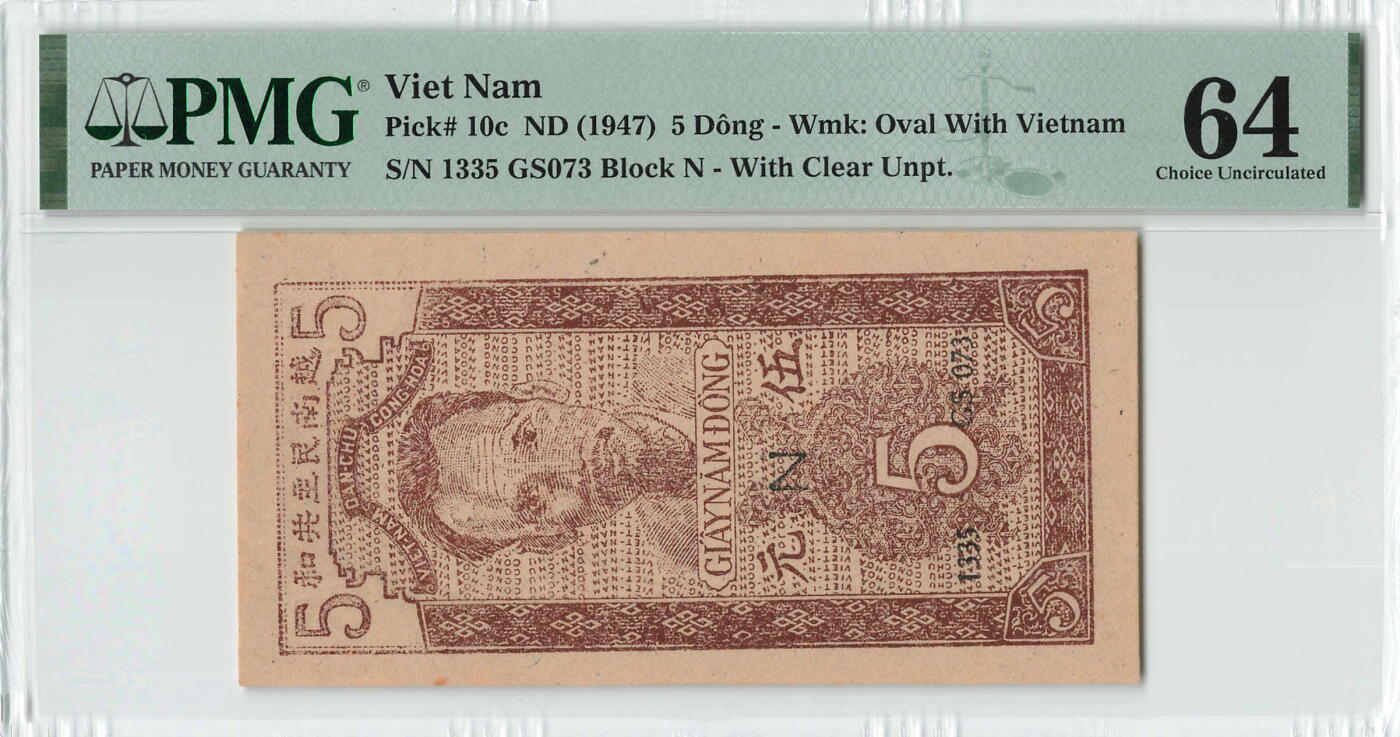 PMG®
PAPER MONEY GUARANTY
Viet Nam
Pick# 10c ND (1947) 5 Dông - Wmk: Oval With Vietnam
S/N 1335 GS073 Block N - With Clear Unpt.
64
Choice Uncirculated
5 越南民主共和 5
VIET-NAM DAN-CHU CONG-HOA
GIAY NAM ĐONG
伍 N 元
5
1335 GS 073
5 5